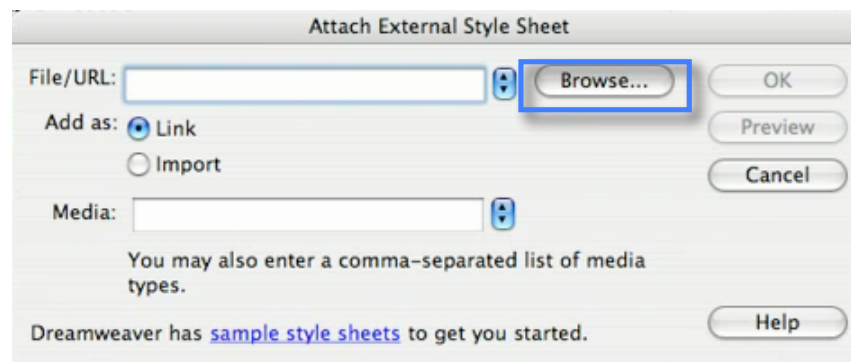 Attach External Style Sheet
File/URL: Browse... OK
Add as: Link Preview
Import Cancel
Media:
You may also enter a comma-separated list of media
types.
Dreamweaver has sample style sheets to get you started. Help